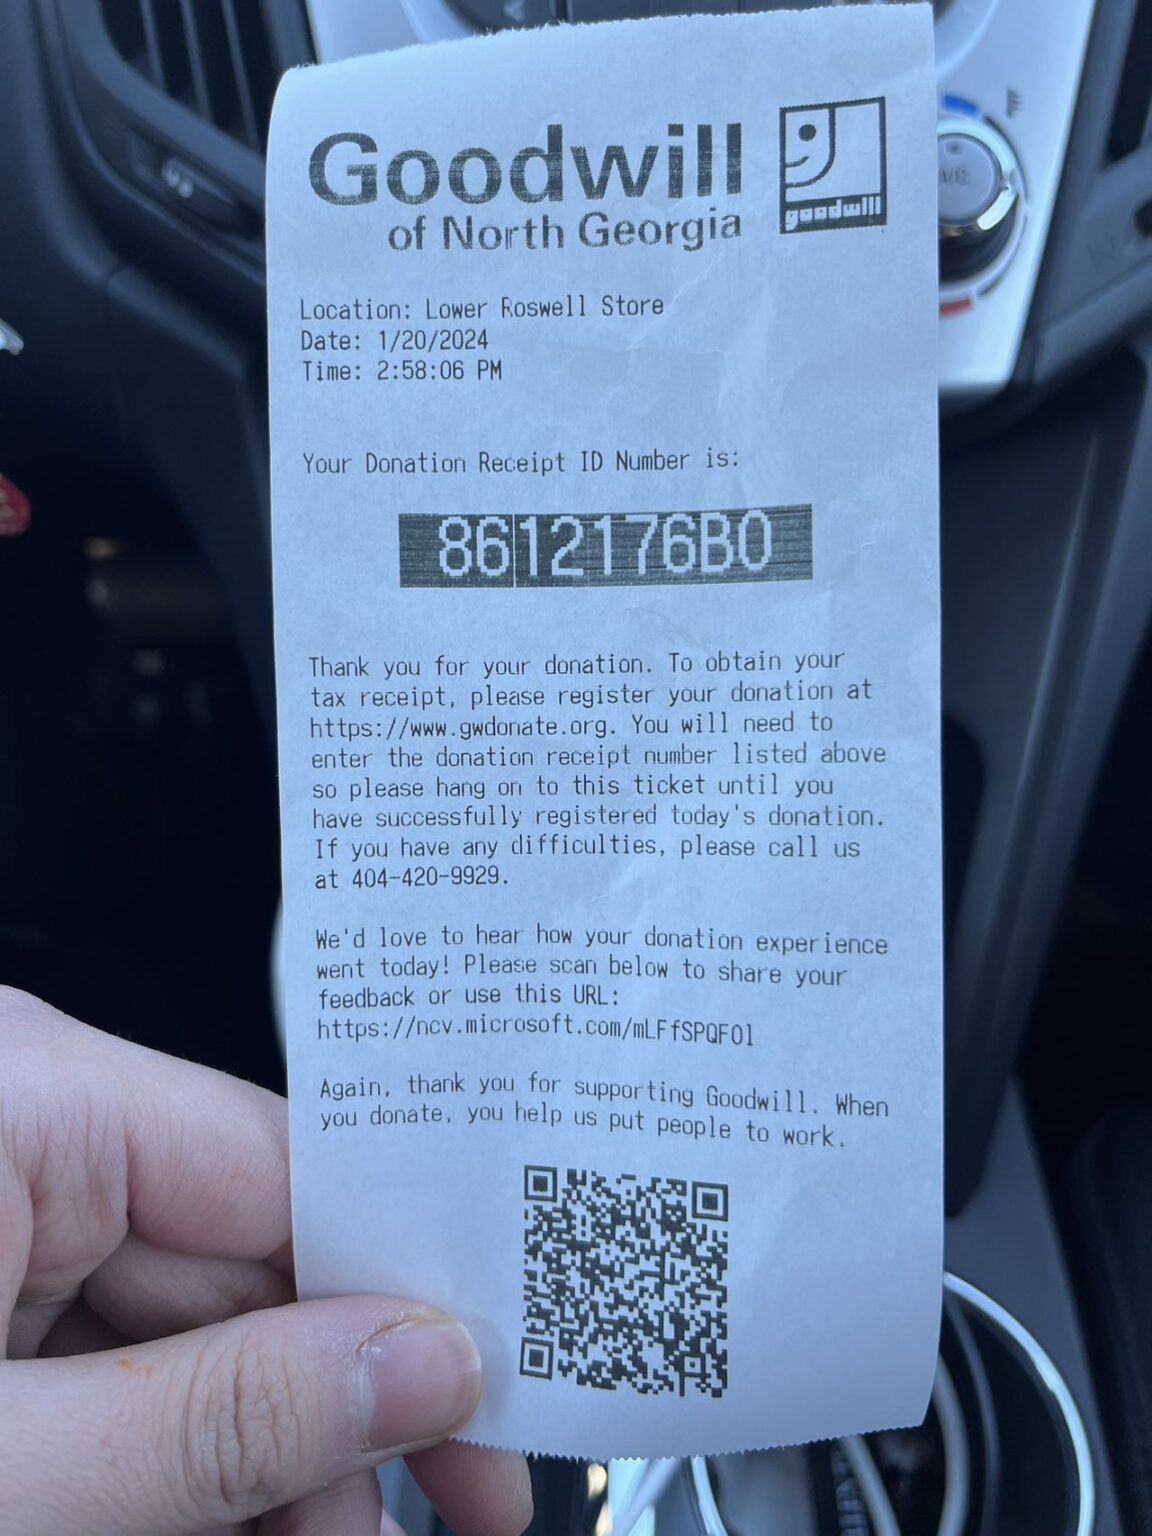 Goodwill
of North Georgia
goodwill
Location: Lower Roswell Store
Date: 1/20/2024
Time: 2:58:06 PM
Your Donation Receipt ID Number is:
8612176B0
Thank you for your donation. To obtain your
tax receipt, please register your donation at
https://www.gwdonate.org. You will need to
enter the donation receipt number listed above
so please hang on to this ticket until you
have successfully registered today's donation.
If you have any difficulties, please call us
at 404-420-9929.
We'd love to hear how your donation experience
went today! Please scan below to share your
feedback or use this URL:
https://ncv.microsoft.com/mLFfSPQFOl
Again, thank you for supporting Goodwill. When
you donate, you help us put people to work.